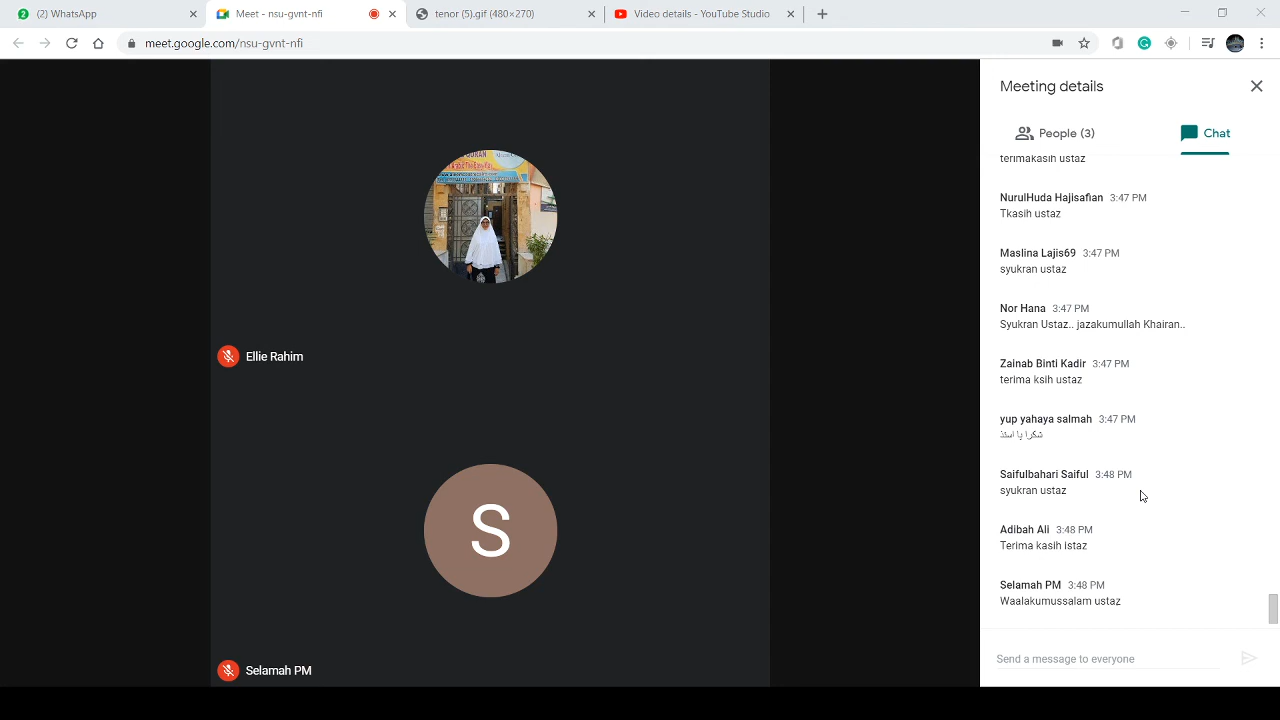 (2) WhatsApp
Meet - nsu-gvnt-nfi
tenor (5).gif (480×270)
Video details - YouTube Studio
meet.google.com/nsu-gvnt-nfi
Ellie Rahim
S
Selamah PM
Meeting details
People (3)
Chat
terimakasih ustaz
NurulHuda Hajisafian 3:47 PM
Tkasih ustaz
Maslina Lajis69 3:47 PM
syukran ustaz
Nor Hana 3:47 PM
Syukran Ustaz.. jazakumullah Khairan..
Zainab Binti Kadir 3:47 PM
terima ksih ustaz
yup yahaya salmah 3:47 PM
شكرا يا استذ
Saifulbahari Saiful 3:48 PM
syukran ustaz
Adibah Ali 3:48 PM
Terima kasih istaz
Selamah PM 3:48 PM
Waalakumussalam ustaz
Send a message to everyone